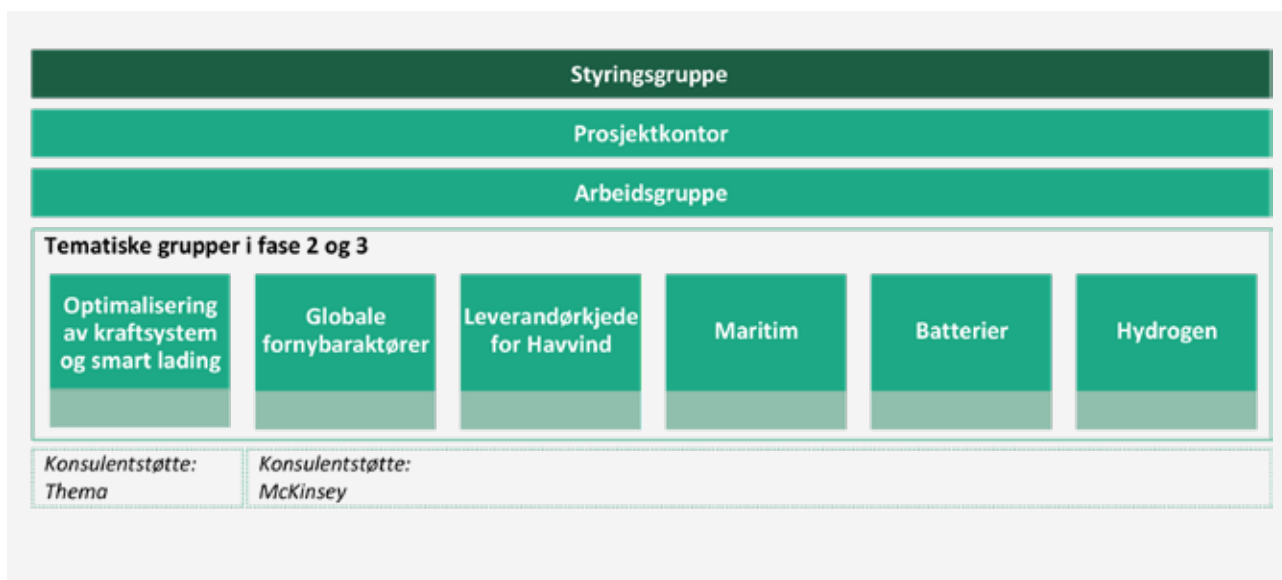 Styringsgruppe
Prosjektkontor
Arbeidsgruppe
Tematiske grupper i fase 2 og 3
Optimalisering
av kraftsystem
og smart lading
Globale
fornybaraktører
Leverandørkjede
for Havvind
Maritim
Batterier
Hydrogen
Konsulentstøtte:
Thema
Konsulentstøtte:
McKinsey